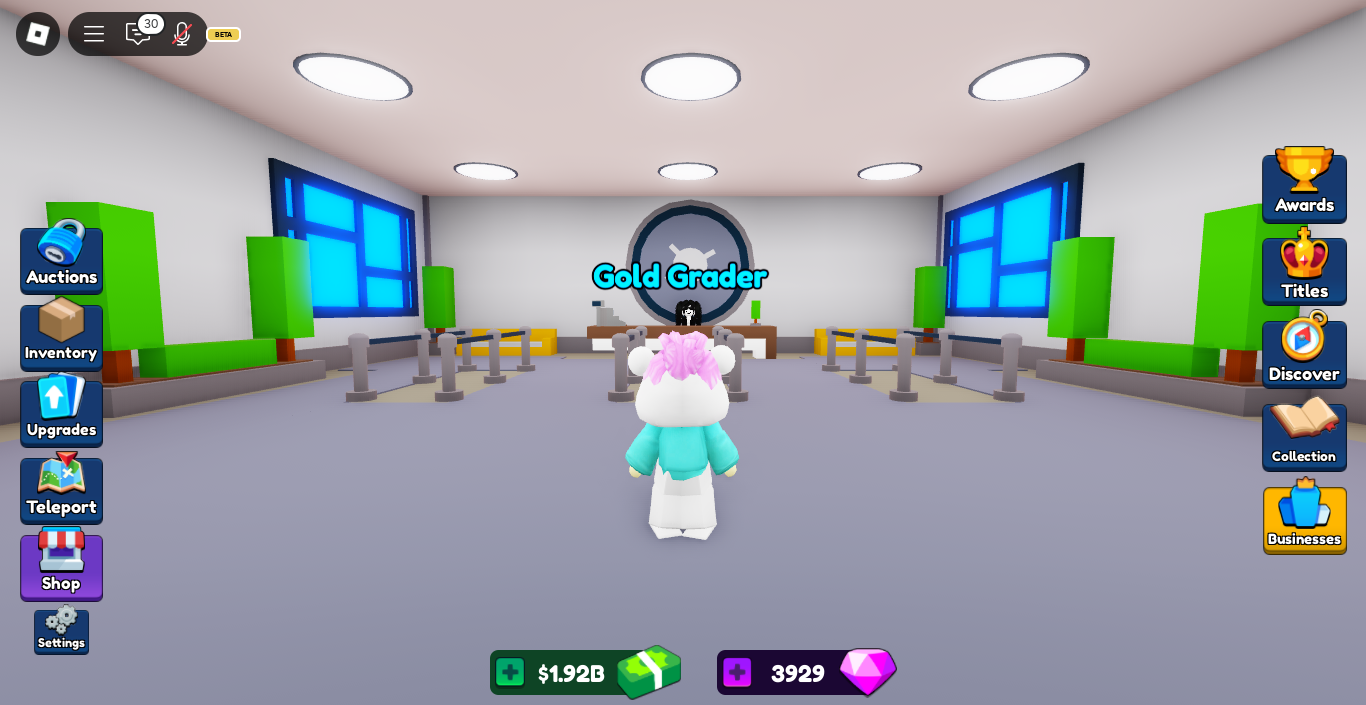 30
BETA
Auctions
Inventory
Upgrades
Teleport
Shop
Settings
Gold Grader
Awards
Titles
Discover
Collection
Businesses
$1.92B
3929